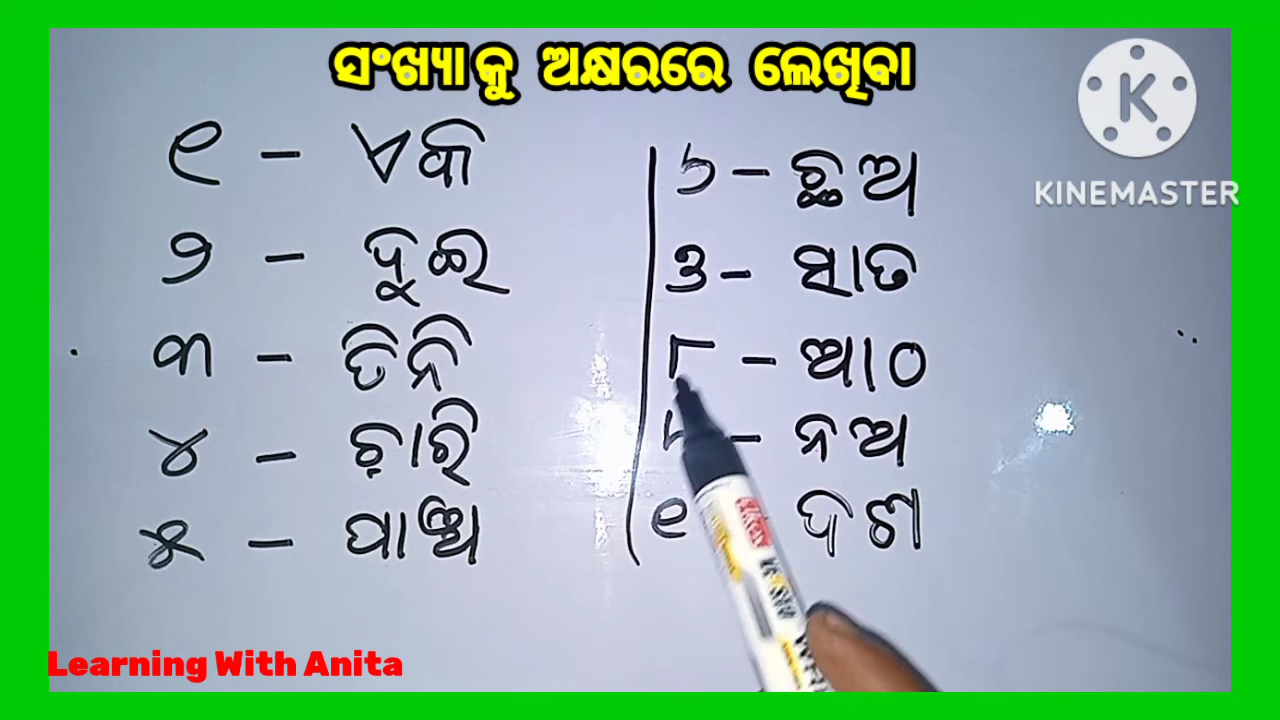 ସଂଖ୍ୟାକୁ ଅକ୍ଷରରେ ଲେଖିବା
୧ - ଏକ
୨ - ଦୁଇ
୩ - ତିନି
୪ - ଚାରି
୫ - ପାଞ୍ଚ
୬ - ଛଅ
୭ - ସାତ
୮ - ଆଠ
- ନଅ
୧ ଦଶ
K
KINEMASTER
Learning With Anita